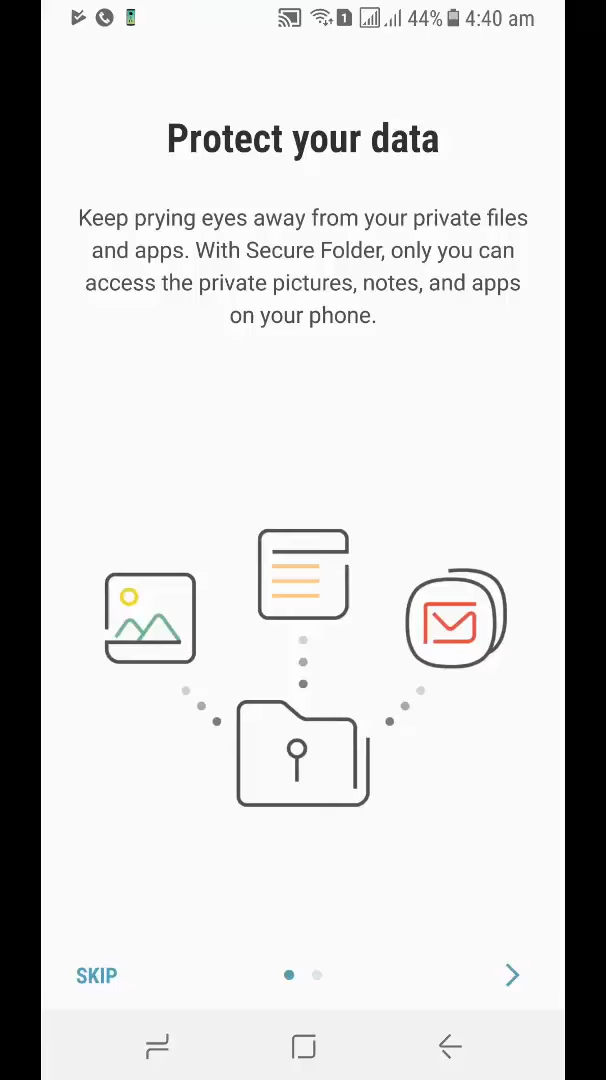 1 44% 4:40 am
Protect your data
Keep prying eyes away from your private files
and apps. With Secure Folder, only you can
access the private pictures, notes, and apps
on your phone.
SKIP